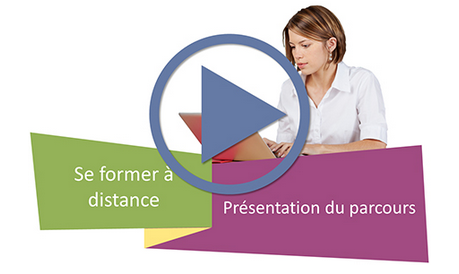 Se former à
distance
Présentation du parcours